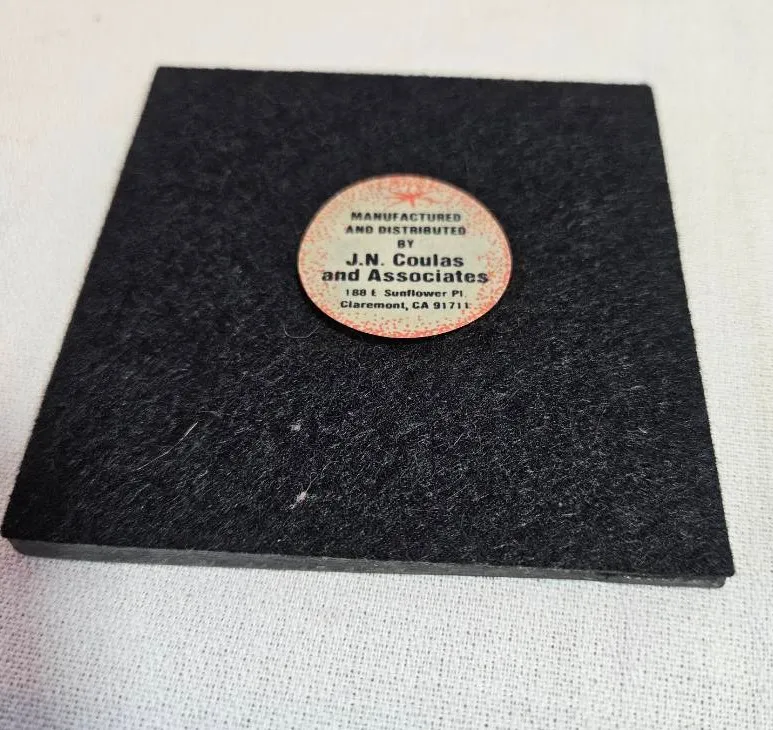 MANUFACTURED
AND DISTRIBUTED
BY
J.N. Coulas
and Associates
188 E Sunflower Pl.
Claremont, CA 91711